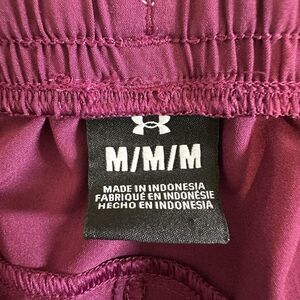 M/M/M
MADE IN INDONESIA
FABRIQUÉ EN INDONÉSIE
HECHO EN INDONESIA